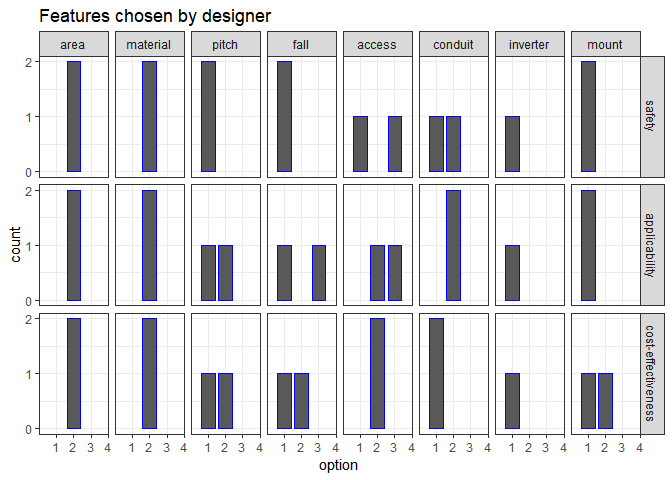 Features chosen by designer
area material pitch fall access conduit inverter mount
2
1
0
safety
2
1
0
applicability
2
1
0
cost-effectiveness
count
1 2 3 4 1 2 3 4 1 2 3 4 1 2 3 4 1 2 3 4 1 2 3 4 1 2 3 4 1 2 3 4
option